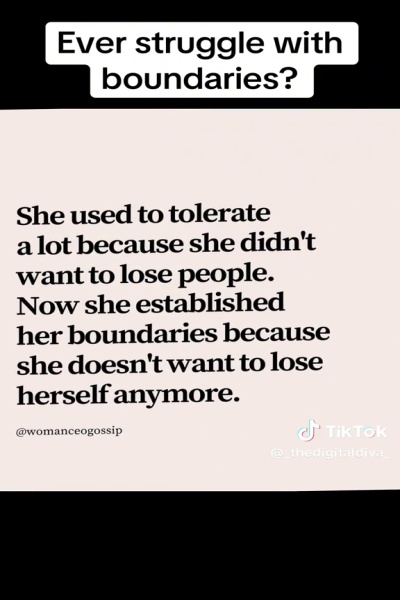 Ever struggle with
boundaries?
She used to tolerate
a lot because she didn't
want to lose people.
Now she established
her boundaries because
she doesn't want to lose
herself anymore.
@womanceogossip
TikTok
@_thedigitaldiva_